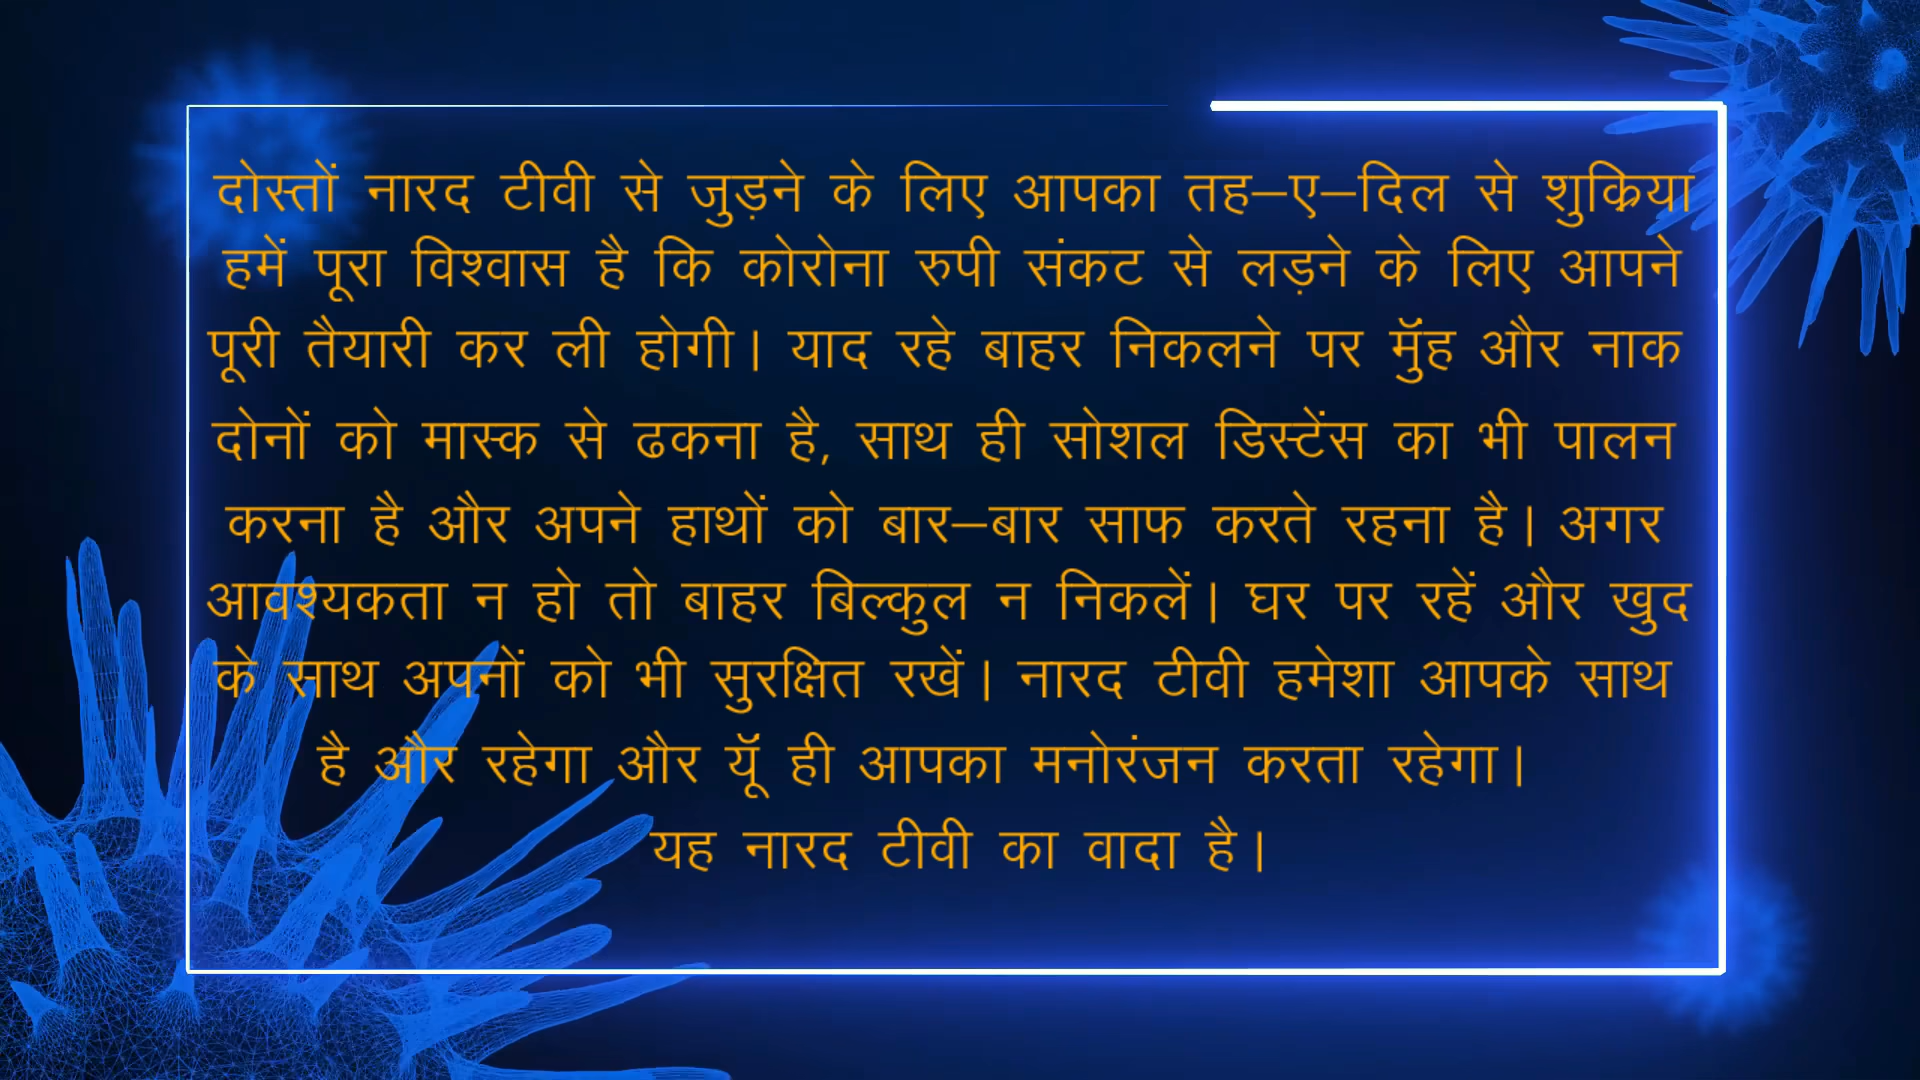 दोस्तों नारद टीवी से जुड़ने के लिए आपका तह–ए–दिल से शुक्रिया
हमें पूरा विश्वास है कि कोरोना रुपी संकट से लड़ने के लिए आपने
पूरी तैयारी कर ली होगी। याद रहे बाहर निकलने पर मुॅंह और नाक
दोनों को मास्क से ढकना है, साथ ही सोशल डिस्टेंस का भी पालन
करना है और अपने हाथों को बार–बार साफ करते रहना है। अगर
आवश्यकता न हो तो बाहर बिल्कुल न निकलें। घर पर रहें और खुद
के साथ अपनों को भी सुरक्षित रखें। नारद टीवी हमेशा आपके साथ
है और रहेगा और यूॅं ही आपका मनोरंजन करता रहेगा।
यह नारद टीवी का वादा है।